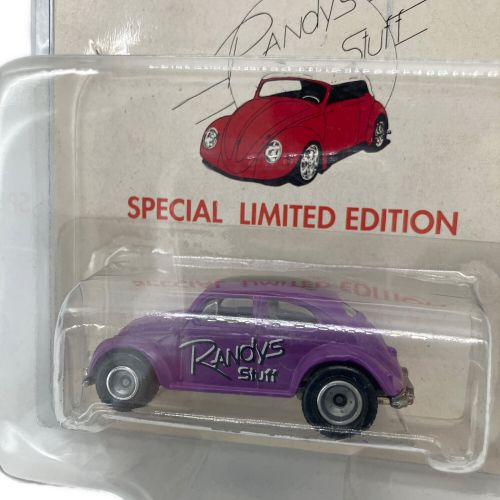 RANDYS
Stuff
SPECIAL LIMITED EDITION
RANDYS
Stuff